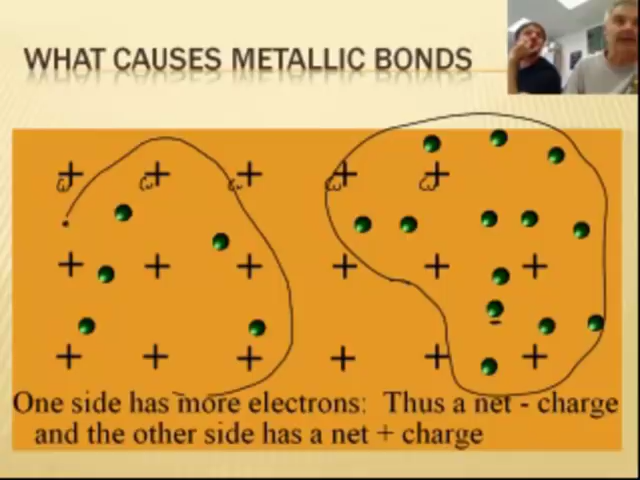 WHAT CAUSES METALLIC BONDS
One side has more electrons: Thus a net - charge
and the other side has a net + charge